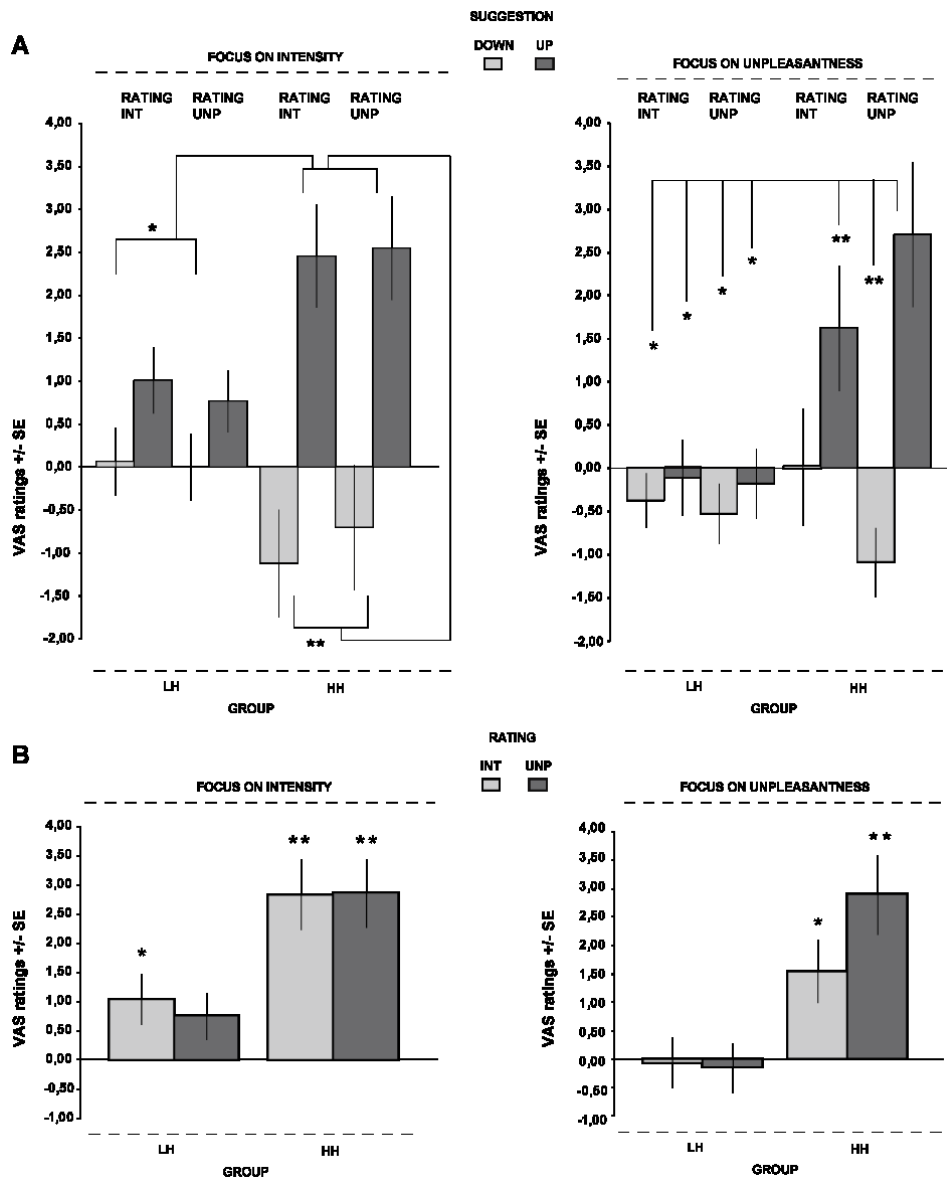 SUGGESTION
A
DOWN UP
FOCUS ON INTENSITY
RATING INT RATING UNP RATING INT RATING UNP
4,00
3,50
3,00
2,50
2,00
1,50
1,00
0,50
0,00
-0,50
-1,00
-1,50
-2,00
VAS ratings +/- SE
*
**
LH HH
GROUP
FOCUS ON UNPLEASANTNESS
RATING INT RATING UNP RATING INT RATING UNP
4,00
3,50
3,00
2,50
2,00
1,50
1,00
0,50
0,00
-0,50
-1,00
-1,50
-2,00
VAS ratings +/- SE
* * * * ** **
LH HH
GROUP
B
RATING
INT UNP
FOCUS ON INTENSITY
4,00
3,50
3,00
2,50
2,00
1,50
1,00
0,50
0,00
-0,50
-1,00
VAS ratings +/- SE
* ** **
LH HH
GROUP
FOCUS ON UNPLEASANTNESS
4,00
3,50
3,00
2,50
2,00
1,50
1,00
0,50
0,00
-0,50
-1,00
VAS ratings +/- SE
* **
LH HH
GROUP